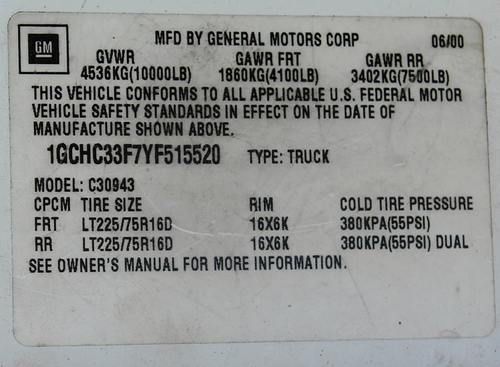 GM
MFD BY GENERAL MOTORS CORP 06/00
GVWR GAWR FRT GAWR RR
4536KG(10000LB) 1860KG(4100LB) 3402KG(7500LB)
THIS VEHICLE CONFORMS TO ALL APPLICABLE U.S. FEDERAL MOTOR
VEHICLE SAFETY STANDARDS IN EFFECT ON THE DATE OF
MANUFACTURE SHOWN ABOVE.
1GCHC33F7YF515520 TYPE: TRUCK
MODEL: C30943
CPCM TIRE SIZE RIM COLD TIRE PRESSURE
FRT LT225/75R16D 16X6K 380KPA(55PSI)
RR LT225/75R16D 16X6K 380KPA(55PSI) DUAL
SEE OWNER'S MANUAL FOR MORE INFORMATION.